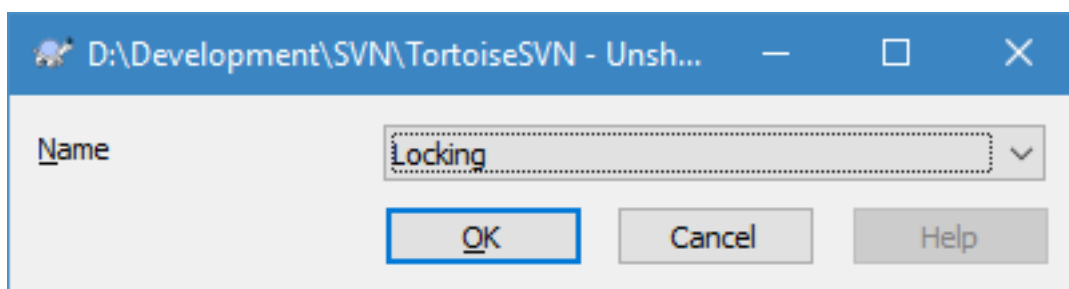 D:\Development\SVN\TortoiseSVN - Unsh...
Name
Locking
OK Cancel Help